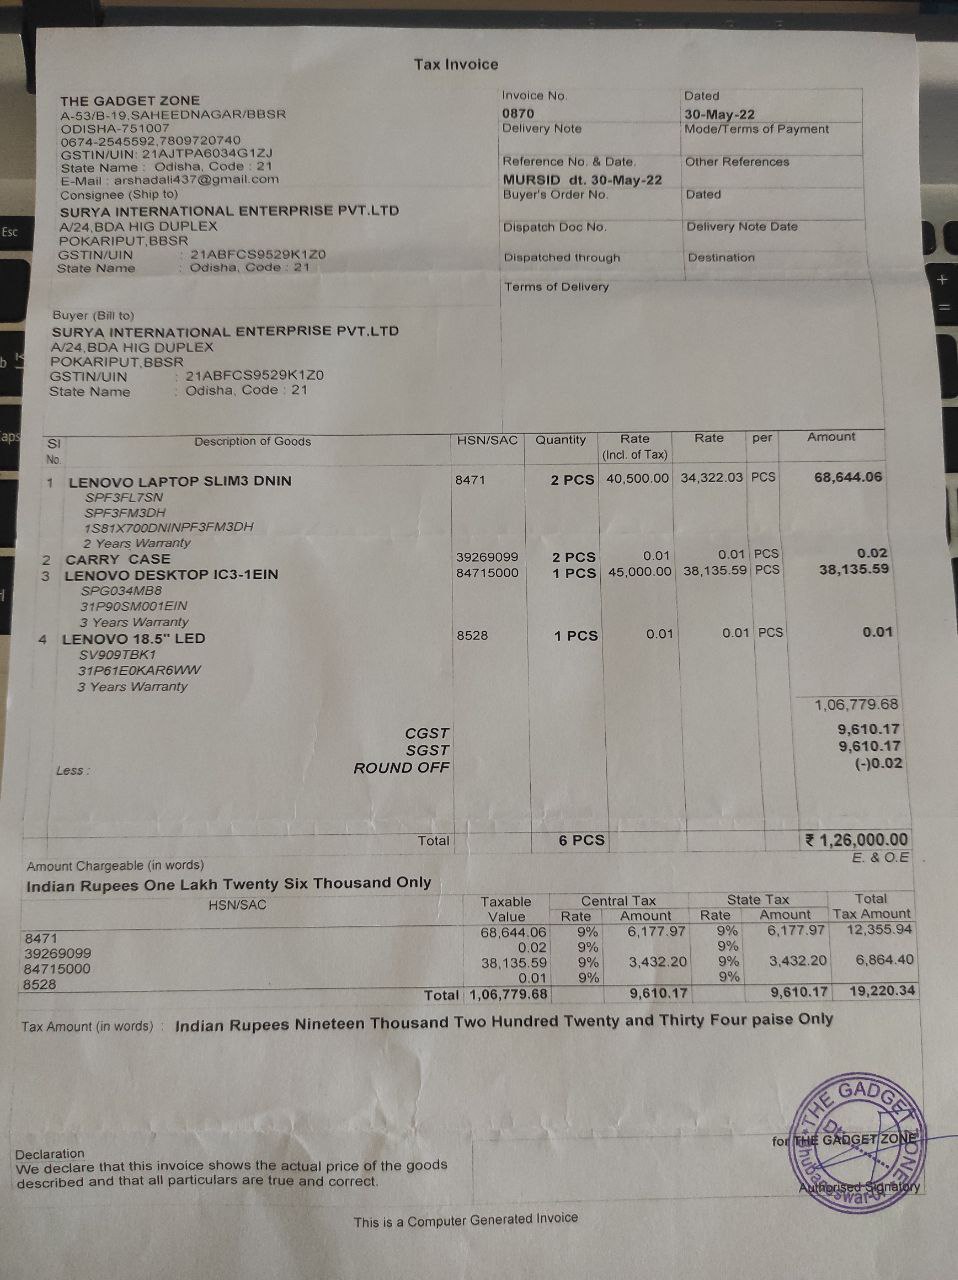 Tax Invoice
THE GADGET ZONE
A-53/B-19,SAHEEDNAGAR/BBSR
ODISHA-751007
0674-2545592,7809720740
GSTIN/UIN: 21AJTPA6034G1ZJ
State Name : Odisha, Code : 21
E-Mail : arshadali437@gmail.com
Invoice No. Dated
0870 30-May-22
Delivery Note Mode/Terms of Payment
Reference No. & Date. Other References
MURSID dt. 30-May-22
Buyer's Order No. Dated
Dispatch Doc No. Delivery Note Date
Dispatched through Destination
Terms of Delivery
Consignee (Ship to)
SURYA INTERNATIONAL ENTERPRISE PVT.LTD
A/24,BDA HIG DUPLEX
POKARIPUT,BBSR
GSTIN/UIN : 21ABFCS9529K1Z0
State Name : Odisha, Code : 21
Buyer (Bill to)
SURYA INTERNATIONAL ENTERPRISE PVT.LTD
A/24,BDA HIG DUPLEX
POKARIPUT,BBSR
GSTIN/UIN : 21ABFCS9529K1Z0
State Name : Odisha, Code : 21
Sl Description of Goods HSN/SAC Quantity Rate Rate per Amount
No. (Incl. of Tax)
1 LENOVO LAPTOP SLIM3 DNIN 8471 2 PCS 40,500.00 34,322.03 PCS 68,644.06
SPF3FL7SN
SPF3FM3DH
1S81X700DNINPF3FM3DH
2 Years Warranty
2 CARRY CASE 39269099 2 PCS 0.01 0.01 PCS 0.02
3 LENOVO DESKTOP IC3-1EIN 84715000 1 PCS 45,000.00 38,135.59 PCS 38,135.59
SPG034MB8
31P90SM001EIN
3 Years Warranty
4 LENOVO 18.5" LED 8528 1 PCS 0.01 0.01 PCS 0.01
SV909TBK1
31P61E0KAR6WW
3 Years Warranty
1,06,779.68
CGST 9,610.17
SGST 9,610.17
Less : ROUND OFF (-)0.02
Total 6 PCS ₹ 1,26,000.00
Amount Chargeable (in words) E. & O.E
Indian Rupees One Lakh Twenty Six Thousand Only
HSN/SAC Taxable Central Tax State Tax Total
Value Rate Amount Rate Amount Tax Amount
8471 68,644.06 9% 6,177.97 9% 6,177.97 12,355.94
39269099 0.02 9% 9%
84715000 38,135.59 9% 3,432.20 9% 3,432.20 6,864.40
8528 0.01 9% 9%
Total 1,06,779.68 9,610.17 9,610.17 19,220.34
Tax Amount (in words) : Indian Rupees Nineteen Thousand Two Hundred Twenty and Thirty Four paise Only
Declaration
We declare that this invoice shows the actual price of the goods
described and that all particulars are true and correct.
for THE GADGET ZONE
THE GADGET ZONE
Dt.
Authorised Signatory
This is a Computer Generated Invoice
Esc
+
=